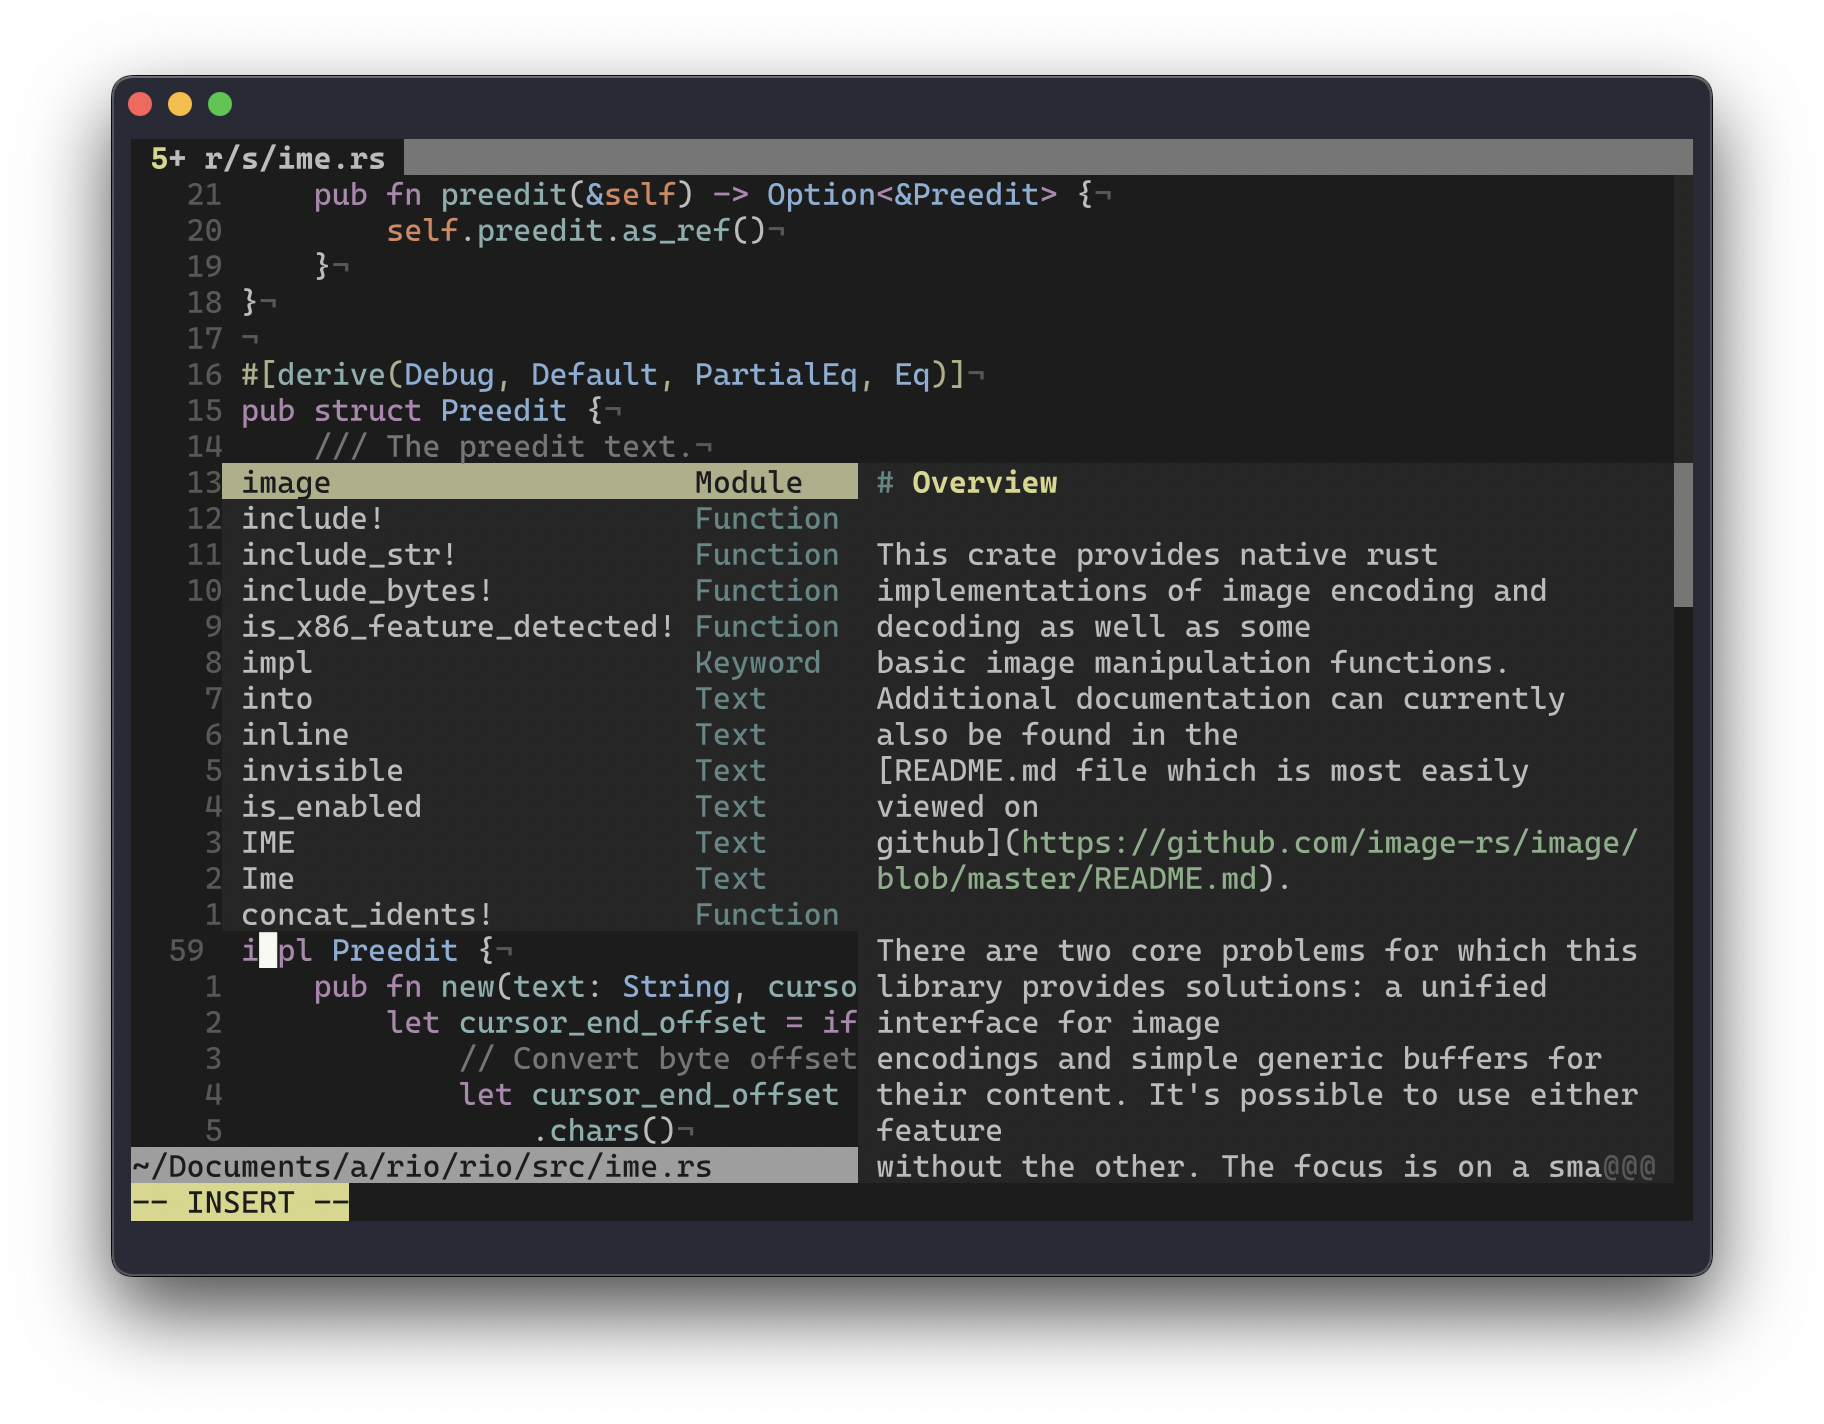 5+ r/s/ime.rs
21     pub fn preedit(&self) -> Option<&Preedit> {¬
20         self.preedit.as_ref()¬
19     }¬
18 }¬
17 ¬
16 #[derive(Debug, Default, PartialEq, Eq)]¬
15 pub struct Preedit {¬
14     /// The preedit text.¬
13 image Module # Overview
12 include! Function
11 include_str! Function This crate provides native rust
10 include_bytes! Function implementations of image encoding and
9 is_x86_feature_detected! Function decoding as well as some
8 impl Keyword basic image manipulation functions.
7 into Text Additional documentation can currently
6 inline Text also be found in the
5 invisible Text [README.md file which is most easily
4 is_enabled Text viewed on
3 IME Text github](https://github.com/image-rs/image/
2 Ime Text blob/master/README.md).
1 concat_idents! Function
59 i pl Preedit {¬ There are two core problems for which this
1     pub fn new(text: String, curso library provides solutions: a unified
2         let cursor_end_offset = if interface for image
3             // Convert byte offset encodings and simple generic buffers for
4             let cursor_end_offset their content. It's possible to use either
5                 .chars()¬ feature
~/Documents/a/rio/rio/src/ime.rs without the other. The focus is on a sma@@@
-- INSERT --